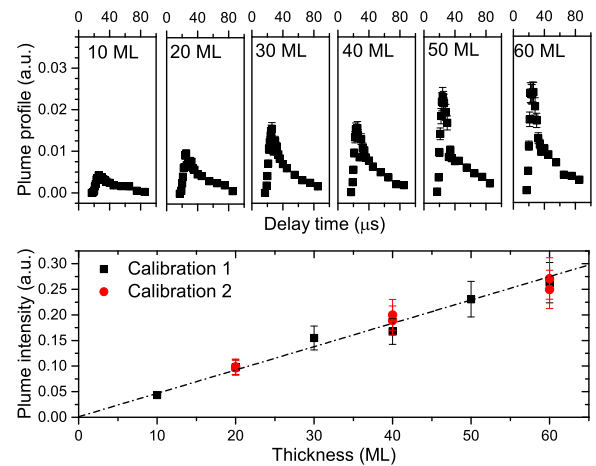 0 40 80 0 40 80 0 40 80 0 40 80 0 40 80 0 40 80
10 ML 20 ML 30 ML 40 ML 50 ML 60 ML
Plume profile (a.u.)
0.03
0.02
0.01
0.00
Delay time (μs)
Plume intensity (a.u.)
0.30
0.25
0.20
0.15
0.10
0.05
0.00
Calibration 1
Calibration 2
0 10 20 30 40 50 60
Thickness (ML)